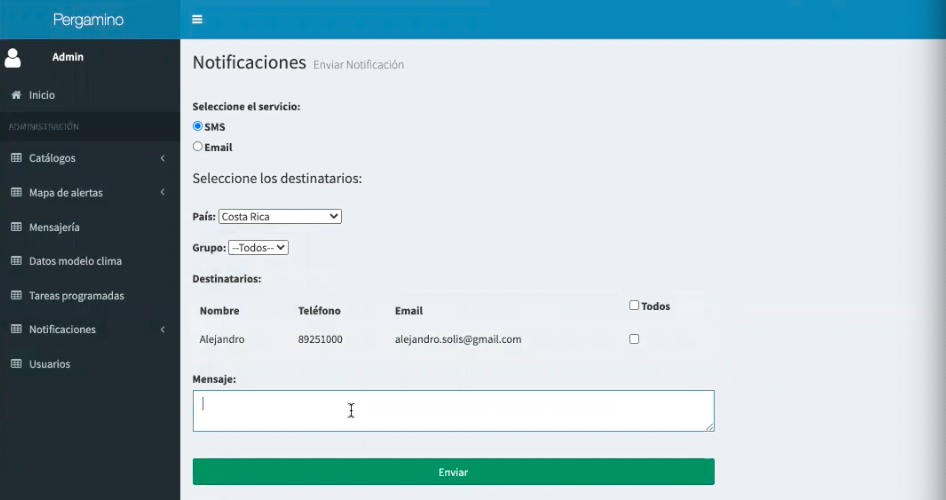 Pergamino
Admin
Inicio
ADMINISTRACIÓN
Catálogos
Mapa de alertas
Mensajería
Datos modelo clima
Tareas programadas
Notificaciones
Usuarios
Notificaciones Enviar Notificación
Seleccione el servicio:
SMS
Email
Seleccione los destinatarios:
País: Costa Rica
Grupo: --Todos--
Destinatarios:
Nombre Teléfono Email Todos
Alejandro 89251000 alejandro.solis@gmail.com
Mensaje:
Enviar